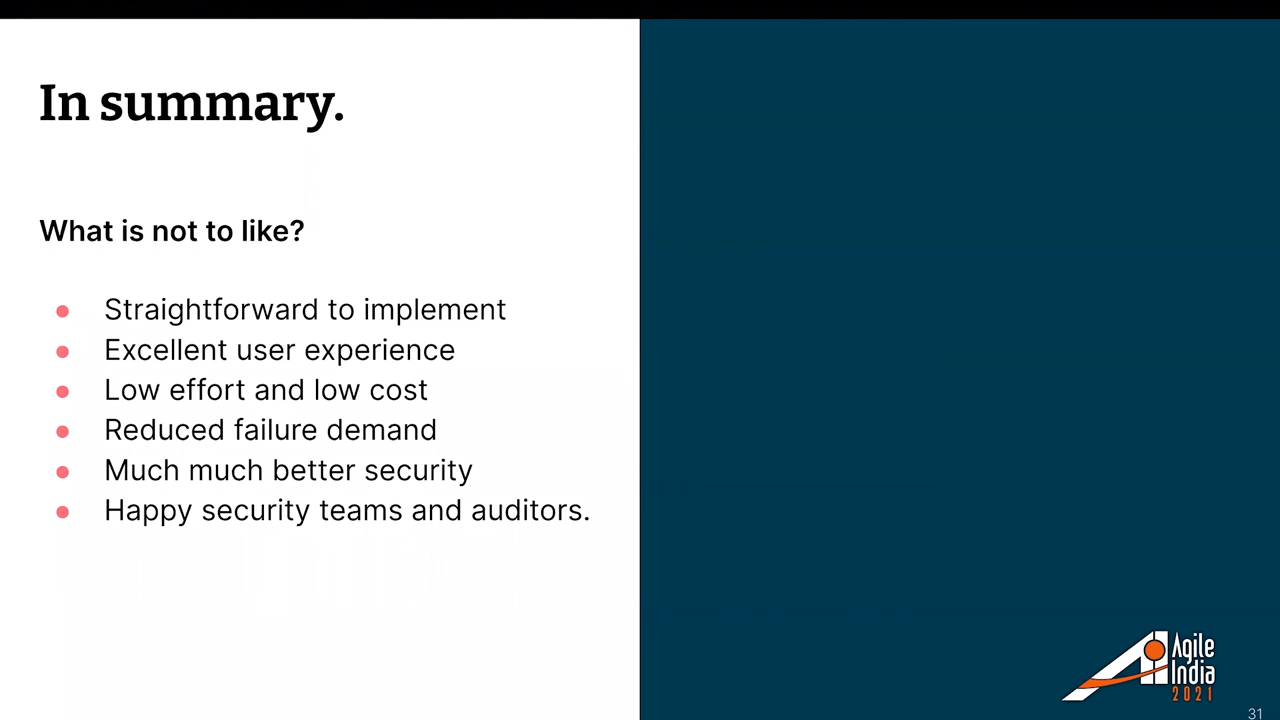 In summary.
What is not to like?
Straightforward to implement
Excellent user experience
Low effort and low cost
Reduced failure demand
Much much better security
Happy security teams and auditors.
Agile
India
2021
31